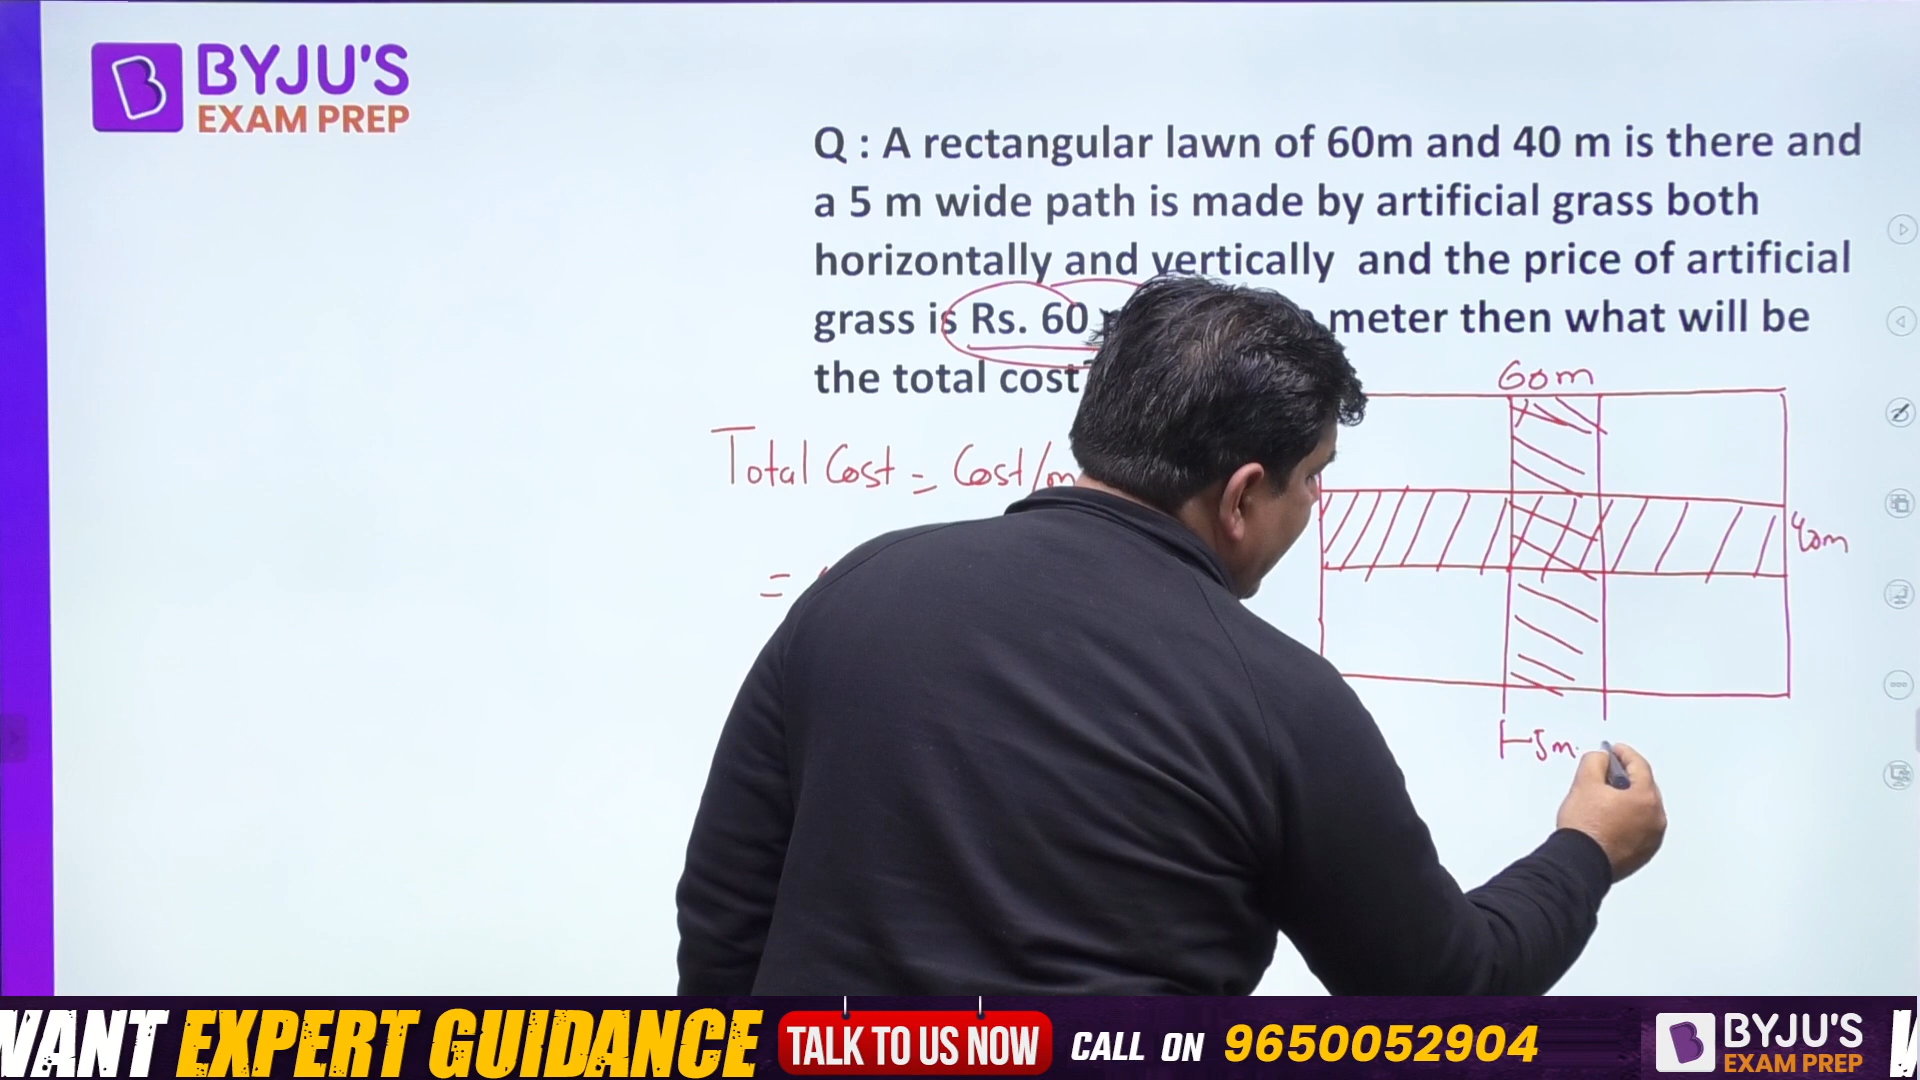 BYJU'S
EXAM PREP
Q : A rectangular lawn of 60m and 40 m is there and
a 5 m wide path is made by artificial grass both
horizontally and vertically and the price of artificial
grass is Rs. 60 meter then what will be
the total cost
60m
Total Cost = Cost/m
40m
=
5m
WANT EXPERT GUIDANCE TALK TO US NOW CALL ON 9650052904 BYJU'S
EXAM PREP